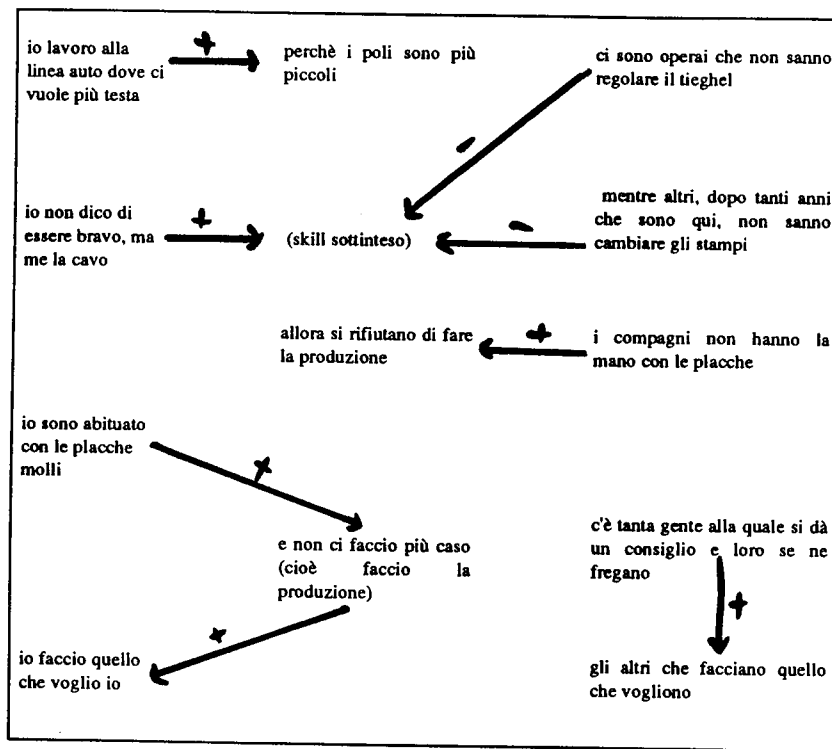 io lavoro alla
linea auto dove ci
vuole più testa
+
perchè i poli sono più
piccoli
ci sono operai che non sanno
regolare il tieghel
-
io non dico di
essere bravo, ma
me la cavo
+
(skill sottinteso)
-
mentre altri, dopo tanti anni
che sono qui, non sanno
cambiare gli stampi
allora si rifiutano di fare
la produzione
+
i compagni non hanno la
mano con le placche
io sono abituato
con le placche
molli
+
e non ci faccio più caso
(cioè faccio la
produzione)
+
io faccio quello
che voglio io
c'è tanta gente alla quale si dà
un consiglio e loro se ne
fregano
+
gli altri che facciano quello
che vogliono